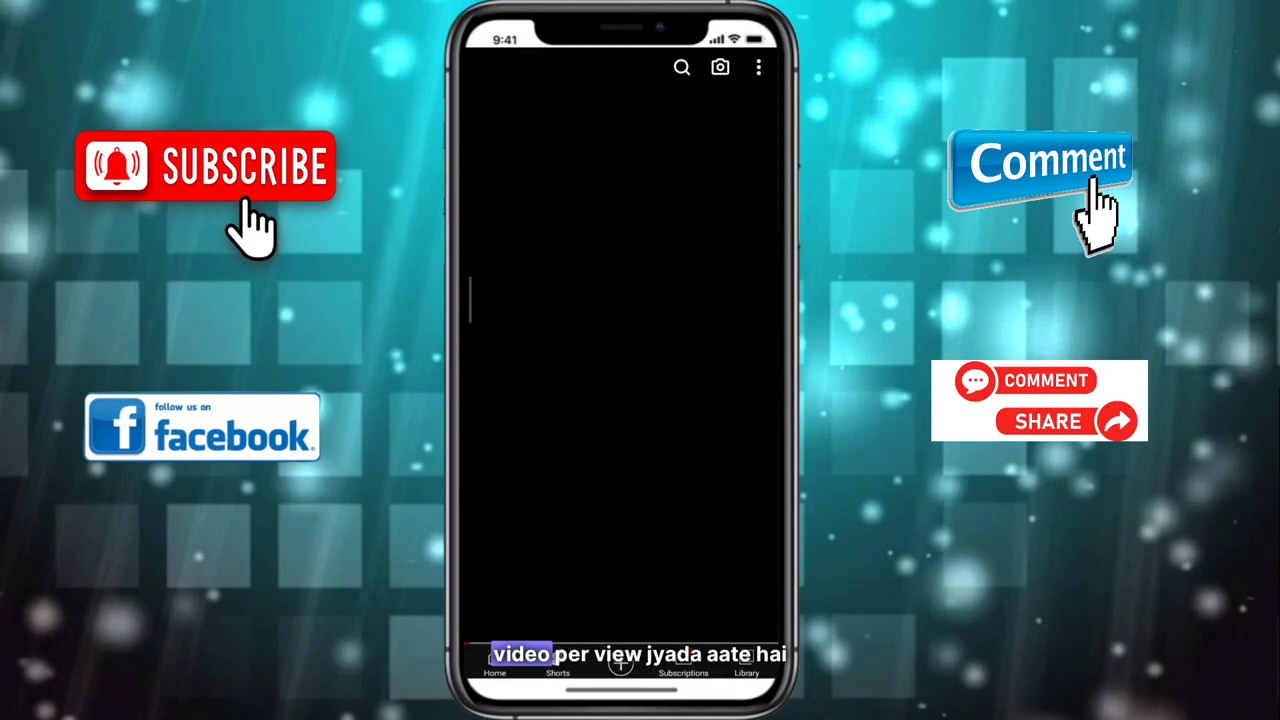 9:41
SUBSCRIBE
Comment
follow us on
facebook.
COMMENT
SHARE
video per view jyada aate hai
Home
Shorts
Subscriptions
Library